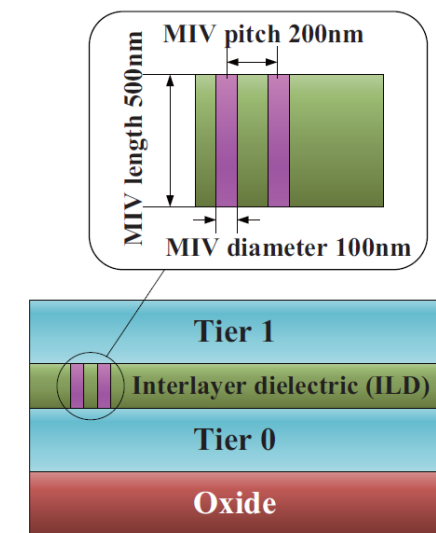 MIV pitch 200nm
MIV length 500nm
MIV diameter 100nm
Tier 1
Interlayer dielectric (ILD)
Tier 0
Oxide